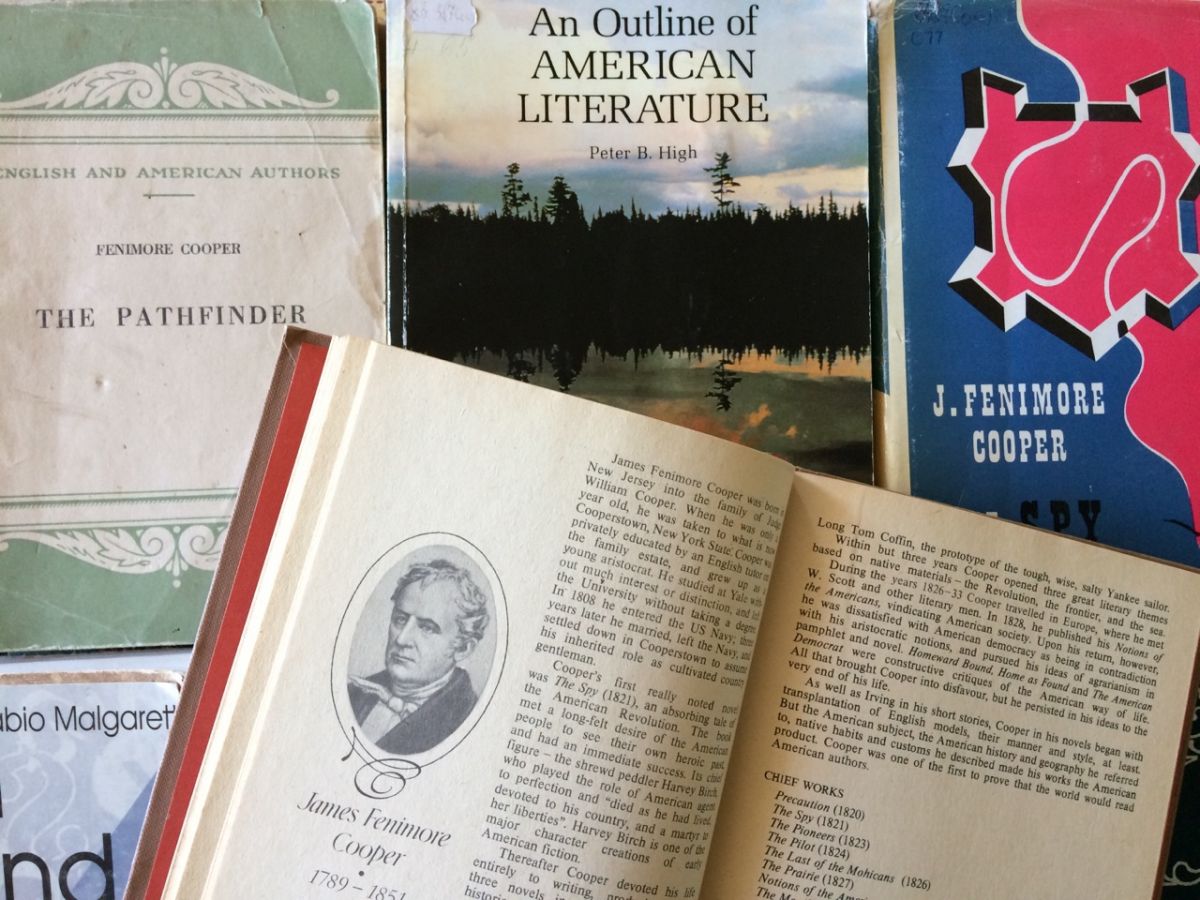 ENGLISH AND AMERICAN AUTHORS
FENIMORE COOPER
THE PATHFINDER
An Outline of
AMERICAN
LITERATURE
Peter B. High
C77
J. FENIMORE
COOPER
SPY
abio Malgarett
nd
James Fenimore
Cooper
1789 – 1851
James Fenimore Cooper was born in
New Jersey into the family of Judge
William Cooper. When he was only a
year old, he was taken to what is now
Cooperstown, New York State. Cooper was
privately educated by an English tutor on
the family estate, and grew up as a
young aristocrat. He studied at Yale with-
out much interest or distinction, and left
the University without taking a degree.
In 1808 he entered the US Navy; three
years later he married, left the Navy, and
settled down in Cooperstown to assume
his inherited role as cultivated country
gentleman.
Cooper's first really noted novel
was The Spy (1821), an absorbing tale of
the American Revolution. The book
met a long-felt desire of the American
people to see their own heroic past,
and had an immediate success. Its chief
figure – the shrewd peddler Harvey Birch,
who played the role of American agent
to perfection and "died as he had lived,
devoted to his country, and a martyr to
her liberties". Harvey Birch is one of the
major character creations of early
American fiction.
Thereafter Cooper devoted his life
entirely to writing,
three novels
Long Tom Coffin, the prototype of the tough, wise, salty Yankee sailor.
Within but three years Cooper opened three great literary themes
based on native materials – the Revolution, the frontier, and the sea.
During the years 1826–33 Cooper travelled in Europe, where he met
W. Scott and other literary men. In 1828, he published his Notions of
the Americans, vindicating American society. Upon his return, however,
he was dissatisfied with American democracy as being in contradiction
with his aristocratic notions, and pursued his ideas of agrarianism in
pamphlet and novel. Homeward Bound, Home as Found and The American
Democrat were constructive critiques of the American way of life.
All that brought Cooper into disfavour, but he persisted in his ideas to the
very end of his life.
As well as Irving in his short stories, Cooper in his novels began with
transplantation of English models, their manner and style, at least.
But the American subject, the American history and geography he referred
to, native habits and customs he described made his works the American
product. Cooper was one of the first to prove that the world would read
American authors.
CHIEF WORKS
Precaution (1820)
The Spy (1821)
The Pioneers (1823)
The Pilot (1824)
The Last of the Mohicans (1826)
The Prairie (1827)
Notions of the